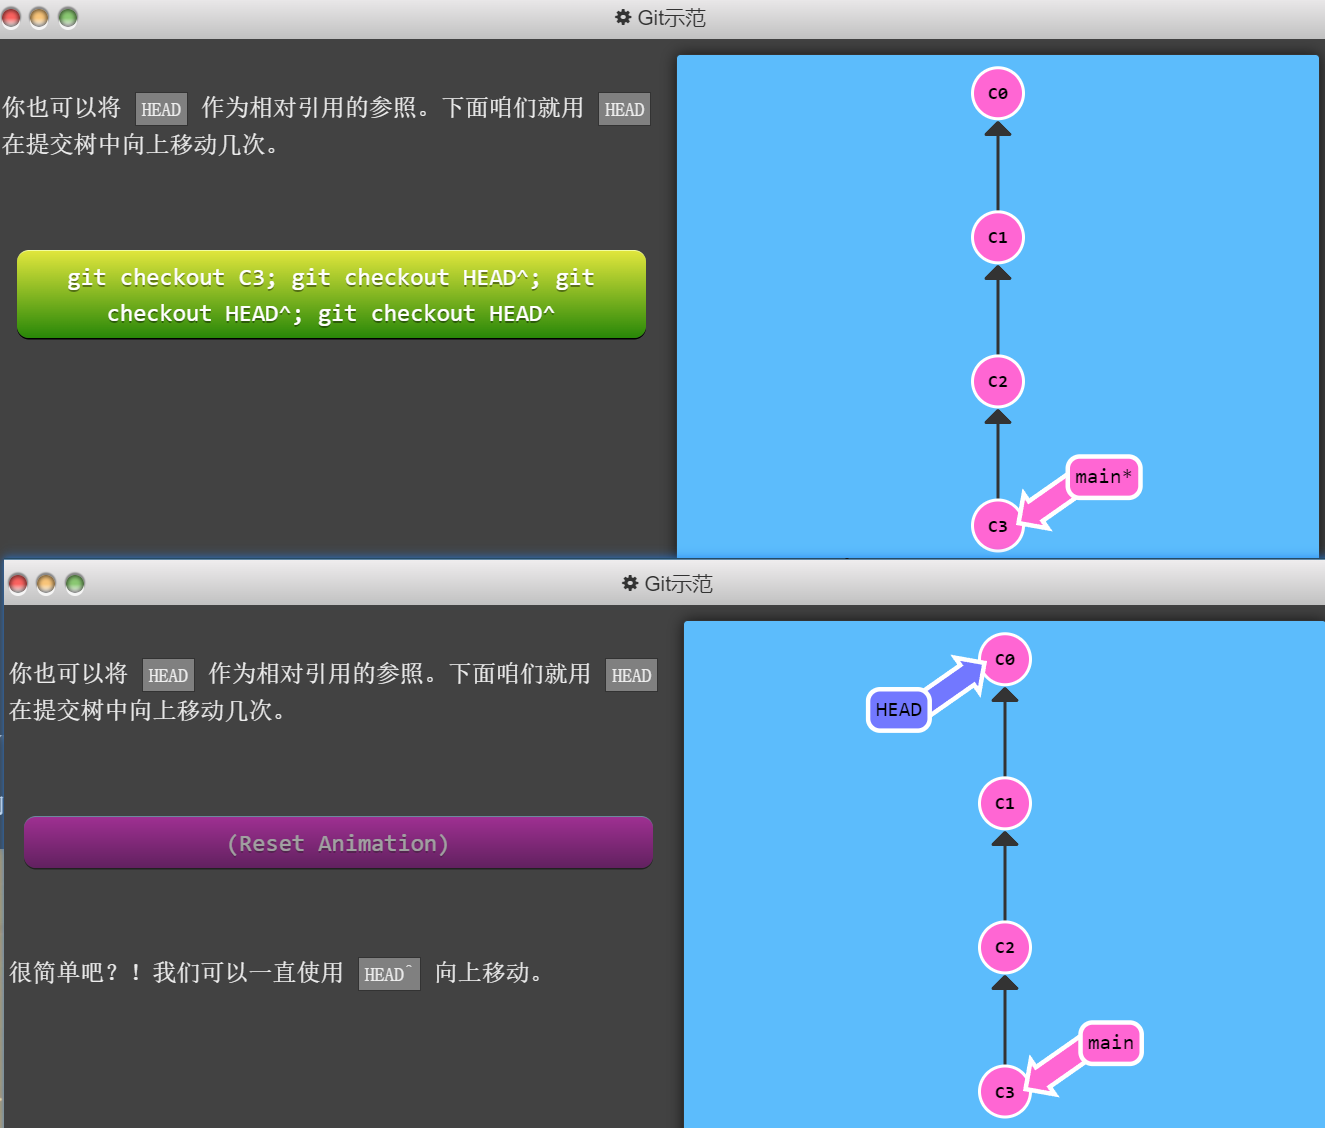 Git示范
你也可以将 HEAD 作为相对引用的参照。下面咱们就用 HEAD
在提交树中向上移动几次。
git checkout C3; git checkout HEAD^; git
checkout HEAD^; git checkout HEAD^
C0
C1
C2
main*
C3
Git示范
你也可以将 HEAD 作为相对引用的参照。下面咱们就用 HEAD
在提交树中向上移动几次。
(Reset Animation)
很简单吧？！我们可以一直使用 HEAD^ 向上移动。
C0
HEAD
C1
C2
main
C3